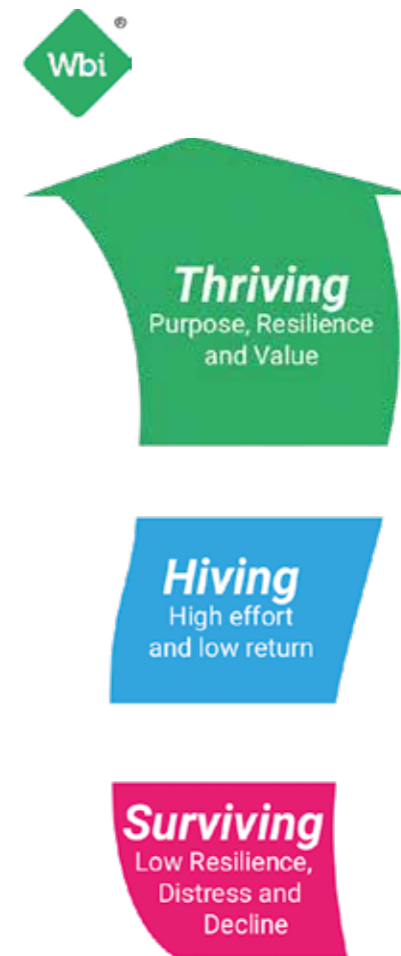 Wbi ®
Thriving
Purpose, Resilience
and Value
Hiving
High effort
and low return
Surviving
Low Resilience,
Distress and
Decline